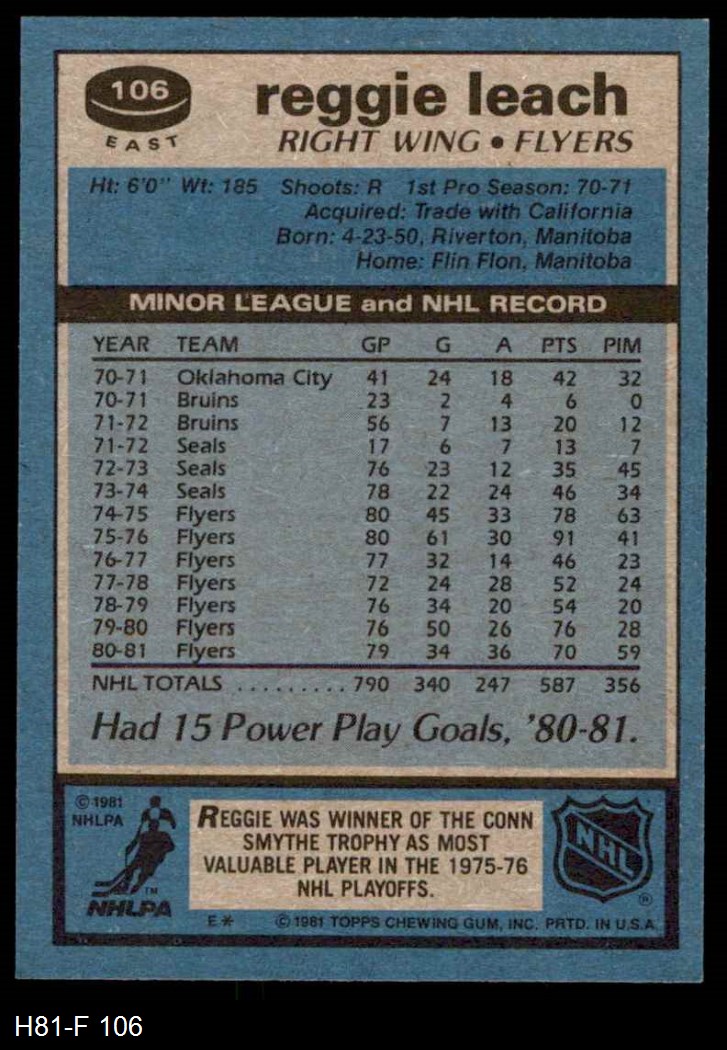 106
EAST
reggie leach
RIGHT WING • FLYERS
Ht: 6'0" Wt: 185 Shoots: R 1st Pro Season: 70-71
Acquired: Trade with California
Born: 4-23-50, Riverton, Manitoba
Home: Flin Flon, Manitoba
MINOR LEAGUE and NHL RECORD
YEAR TEAM GP G A PTS PIM
70-71 Oklahoma City 41 24 18 42 32
70-71 Bruins 23 2 4 6 0
71-72 Bruins 56 7 13 20 12
71-72 Seals 17 6 7 13 7
72-73 Seals 76 23 12 35 45
73-74 Seals 78 22 24 46 34
74-75 Flyers 80 45 33 78 63
75-76 Flyers 80 61 30 91 41
76-77 Flyers 77 32 14 46 23
77-78 Flyers 72 24 28 52 24
78-79 Flyers 76 34 20 54 20
79-80 Flyers 76 50 26 76 28
80-81 Flyers 79 34 36 70 59
NHL TOTALS ......... 790 340 247 587 356
Had 15 Power Play Goals, '80-81.
© 1981
NHLPA
TM
NHLPA
REGGIE WAS WINNER OF THE CONN
SMYTHE TROPHY AS MOST
VALUABLE PLAYER IN THE 1975-76
NHL PLAYOFFS.
NHL
®
E* © 1981 TOPPS CHEWING GUM, INC. PRTD. IN U.S.A.
H81-F 106